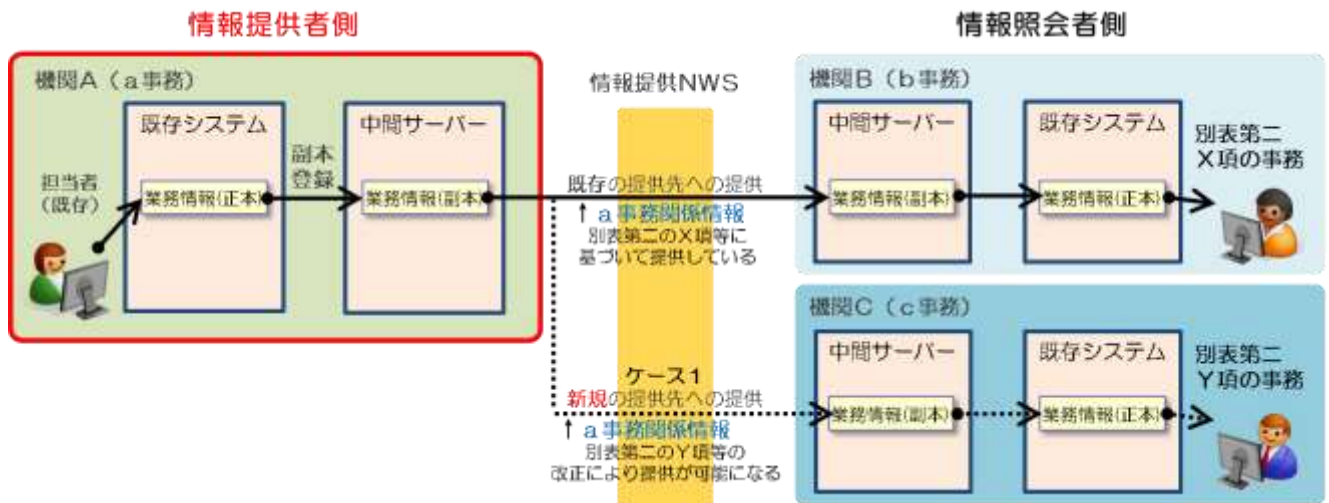 情報提供者側
情報照会者側
機関A（a事務）
既存システム
中間サーバー
副本
登録
担当者
（既存）
業務情報(正本)
業務情報(副本)
情報提供NWS
既存の提供先への提供
↑a事務関係情報
別表第二のX項等に
基づいて提供している
機関B（b事務）
中間サーバー
既存システム
業務情報(副本)
業務情報(正本)
別表第二
X項の事務
ケース1
新規の提供先への提供
↑a事務関係情報
別表第二のY項等の
改正により提供が可能になる
機関C（c事務）
中間サーバー
既存システム
業務情報(副本)
業務情報(正本)
別表第二
Y項の事務